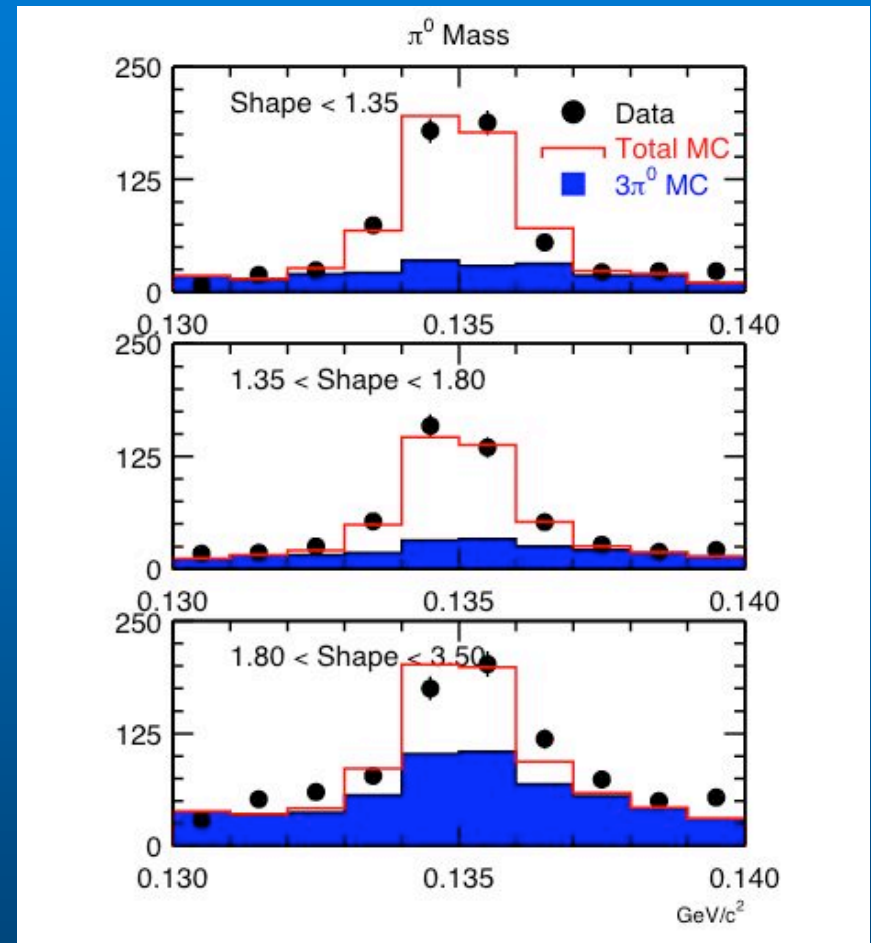 π⁰ Mass
250
Shape < 1.35
Data
Total MC
125
3π⁰ MC
0
0.130 0.135 0.140
250
1.35 < Shape < 1.80
125
0
0.130 0.135 0.140
250
1.80 < Shape < 3.50
125
0
0.130 0.135 0.140
GeV/c²